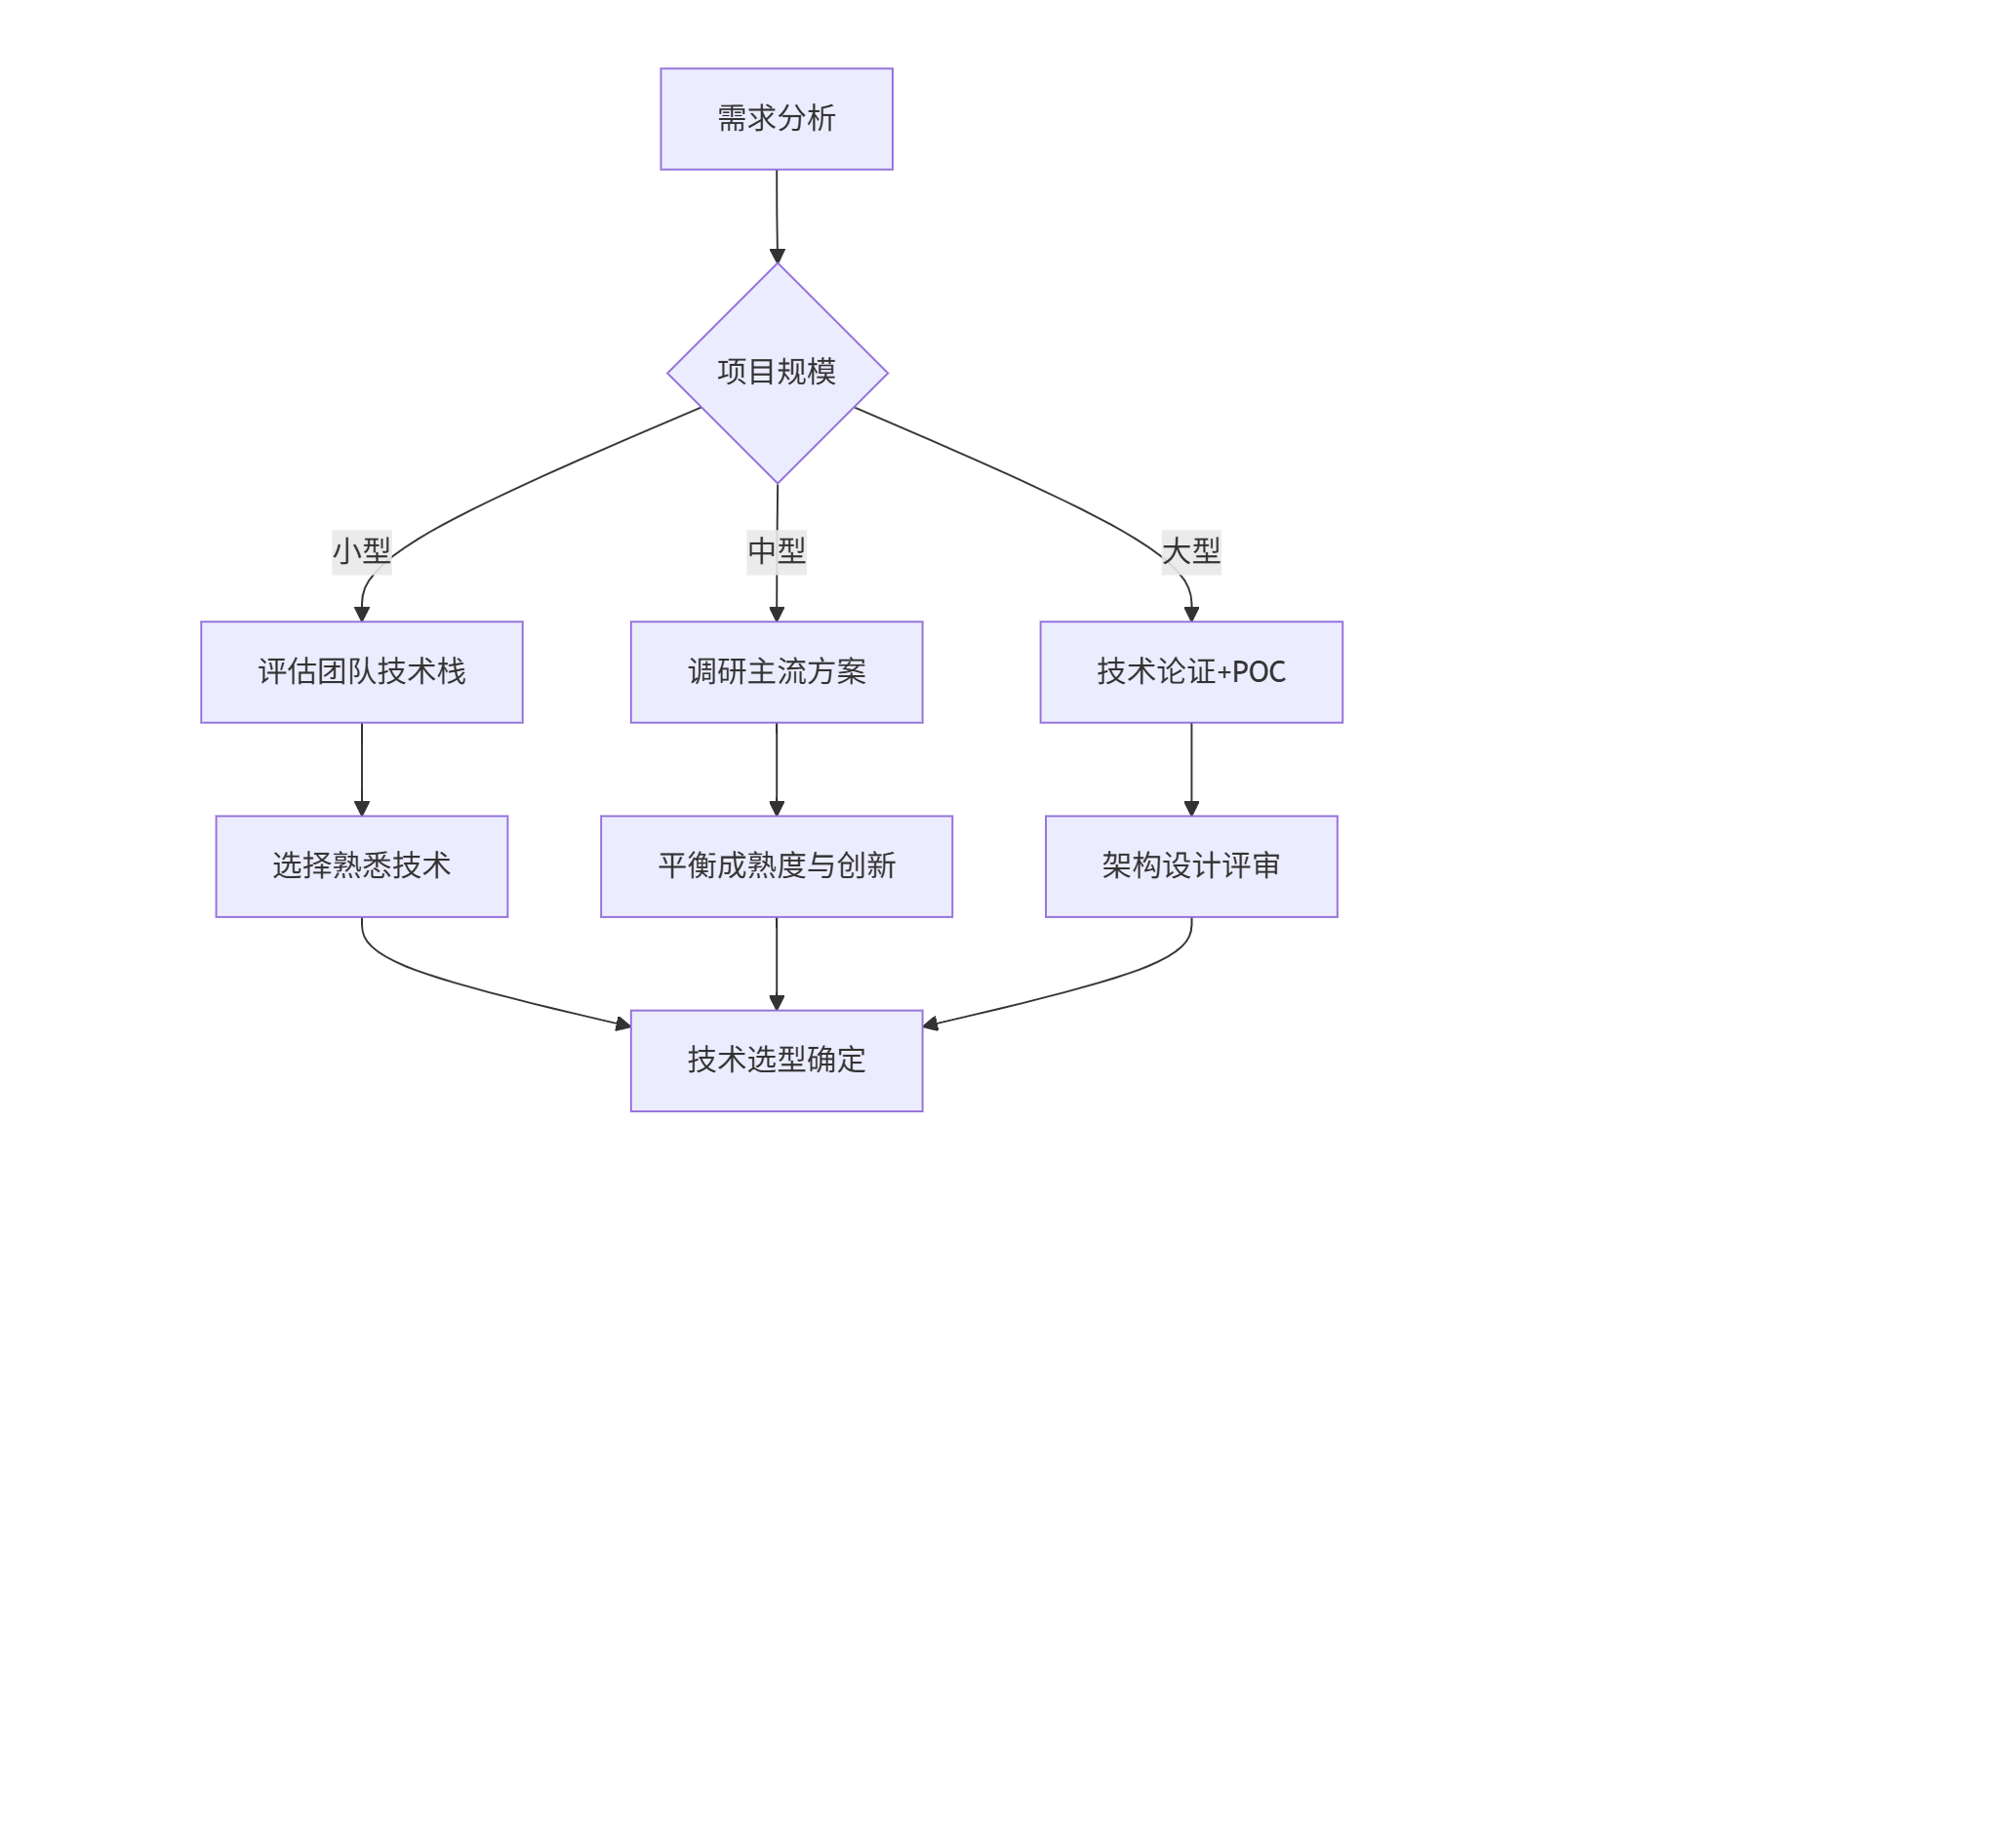 需求分析
项目规模
小型
中型
大型
评估团队技术栈
调研主流方案
技术论证+POC
选择熟悉技术
平衡成熟度与创新
架构设计评审
技术选型确定